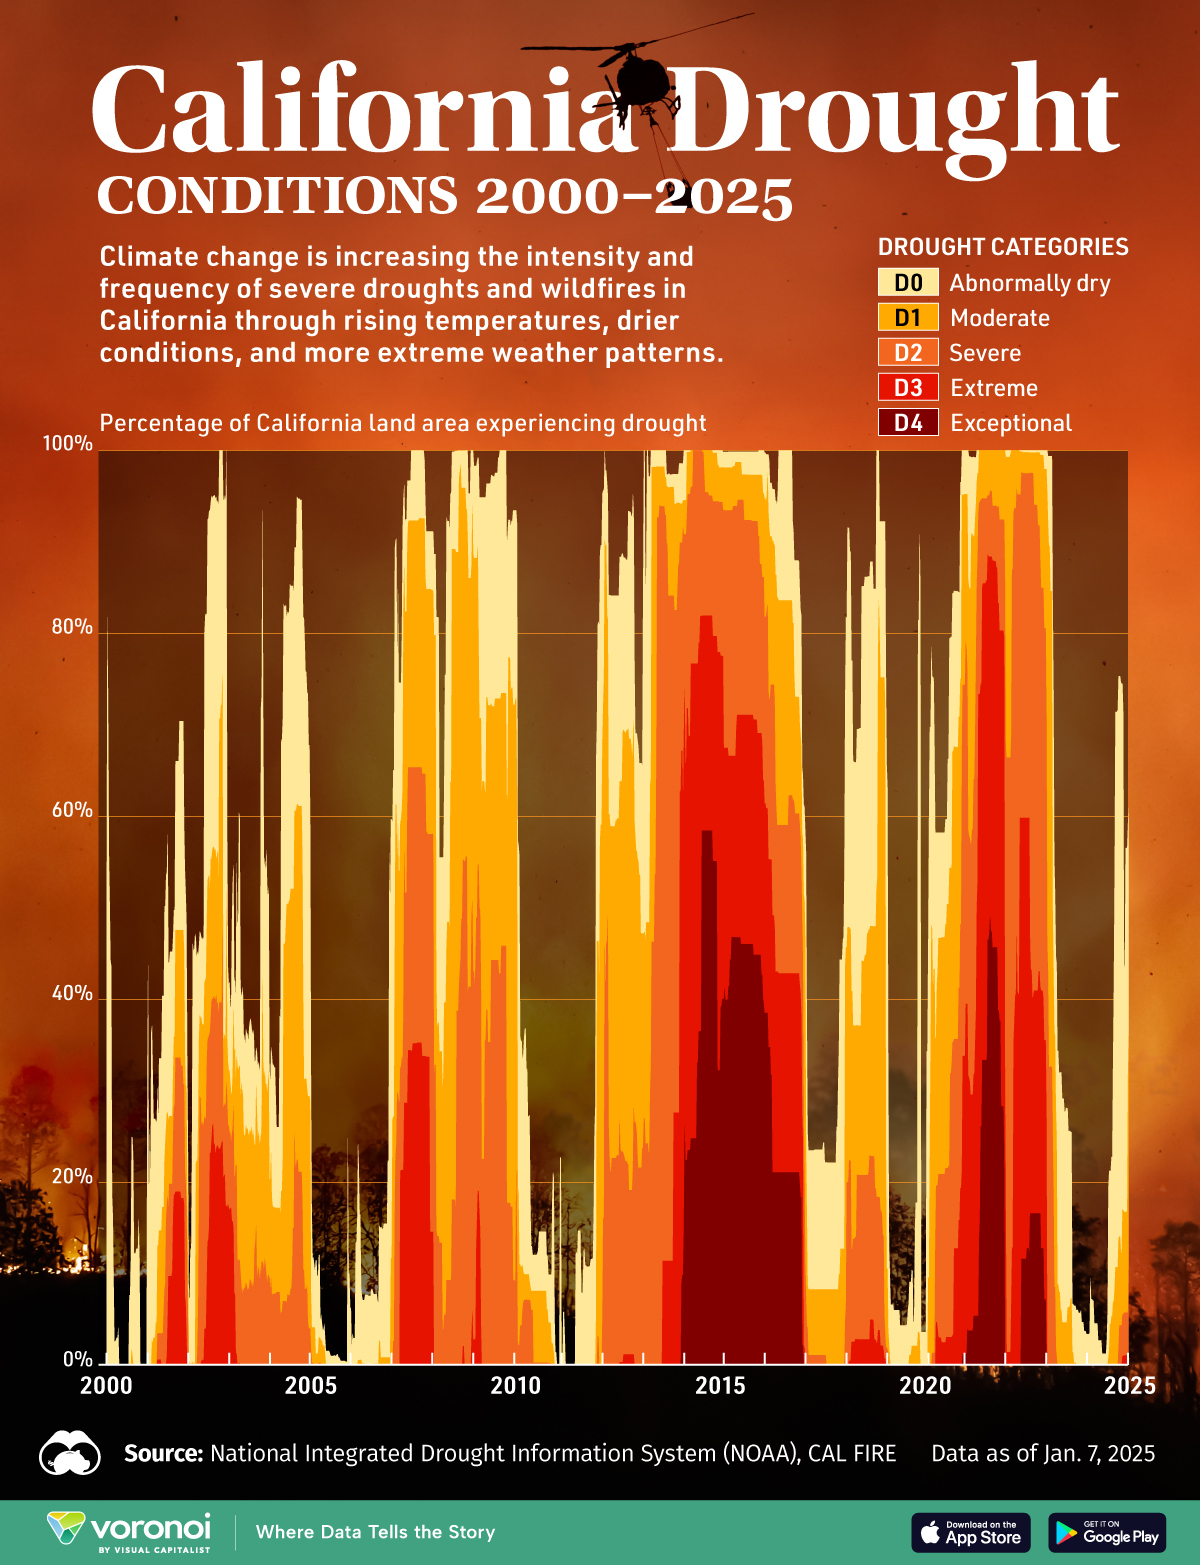 California Drought
CONDITIONS 2000–2025
Climate change is increasing the intensity and
frequency of severe droughts and wildfires in
California through rising temperatures, drier
conditions, and more extreme weather patterns.
DROUGHT CATEGORIES
D0 Abnormally dry
D1 Moderate
D2 Severe
D3 Extreme
D4 Exceptional
Percentage of California land area experiencing drought
100%
80%
60%
40%
20%
0%
2000 2005 2010 2015 2020 2025
Source: National Integrated Drought Information System (NOAA), CAL FIRE Data as of Jan. 7, 2025
voronoi
BY VISUAL CAPITALIST
Where Data Tells the Story
Download on the
App Store
GET IT ON
Google Play